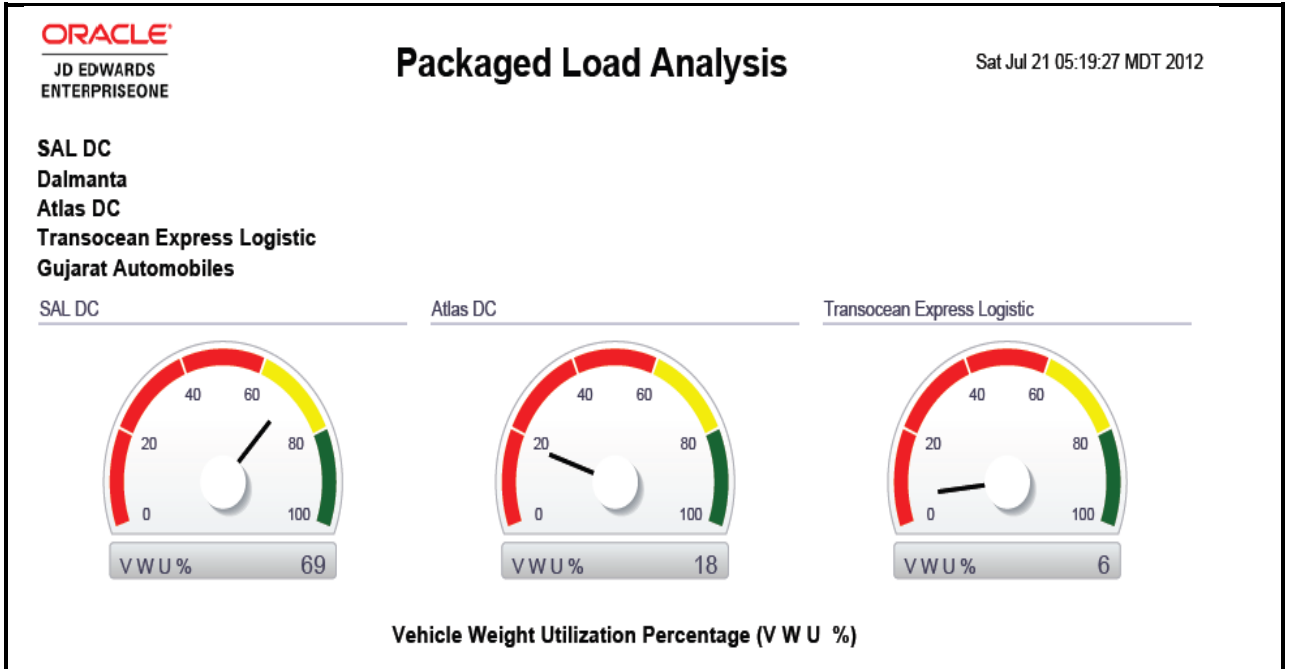 ORACLE
JD EDWARDS
ENTERPRISEONE
Packaged Load Analysis
Sat Jul 21 05:19:27 MDT 2012
SAL DC
Dalmanta
Atlas DC
Transocean Express Logistic
Gujarat Automobiles
SAL DC
0
20
40
60
80
100
V W U % 69
Atlas DC
0
20
40
60
80
100
V W U % 18
Transocean Express Logistic
0
20
40
60
80
100
V W U % 6
Vehicle Weight Utilization Percentage (V W U %)